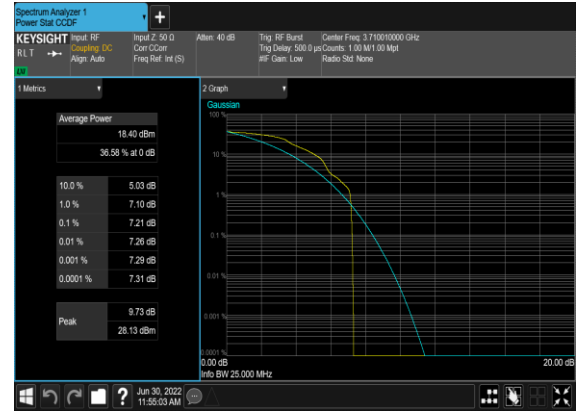 Spectrum Analyzer 1
Power Stat CCDF
+
KEYSIGHT
RLT
LV
Input: RF
Coupling: DC
Align: Auto
Input Z: 50 Ω
Corr CCorr
Freq Ref: Int (S)
Atten: 40 dB
Trig: RF Burst
Trig Delay: 500.0 µs
#IF Gain: Low
Center Freq: 3.710010000 GHz
Counts: 1.00 M/1.00 Mpt
Radio Std: None
1 Metrics
Average Power
18.40 dBm
36.58 % at 0 dB
10.0 % 5.03 dB
1.0 % 7.10 dB
0.1 % 7.21 dB
0.01 % 7.26 dB
0.001 % 7.29 dB
0.0001 % 7.31 dB
Peak
9.73 dB
28.13 dBm
2 Graph
Gaussian
100 %
10 %
1 %
0.1 %
0.01 %
0.001 %
0.0001 %
0.00 dB 20.00 dB
Info BW 25.000 MHz
?
Jun 30, 2022
11:55:03 AM